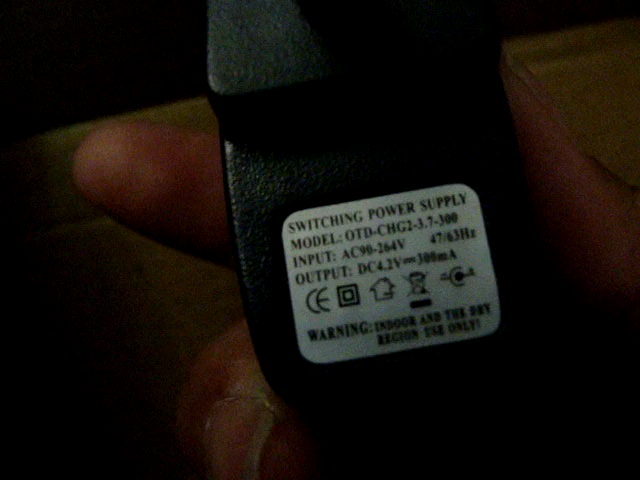 SWITCHING POWER SUPPLY
MODEL: OTD-CHG2-3.7-300
INPUT: AC90-264V 47/63Hz
OUTPUT: DC4.2V⎓300mA
CE
WARNING: INDOOR AND THE DRY
REGION USE ONLY!